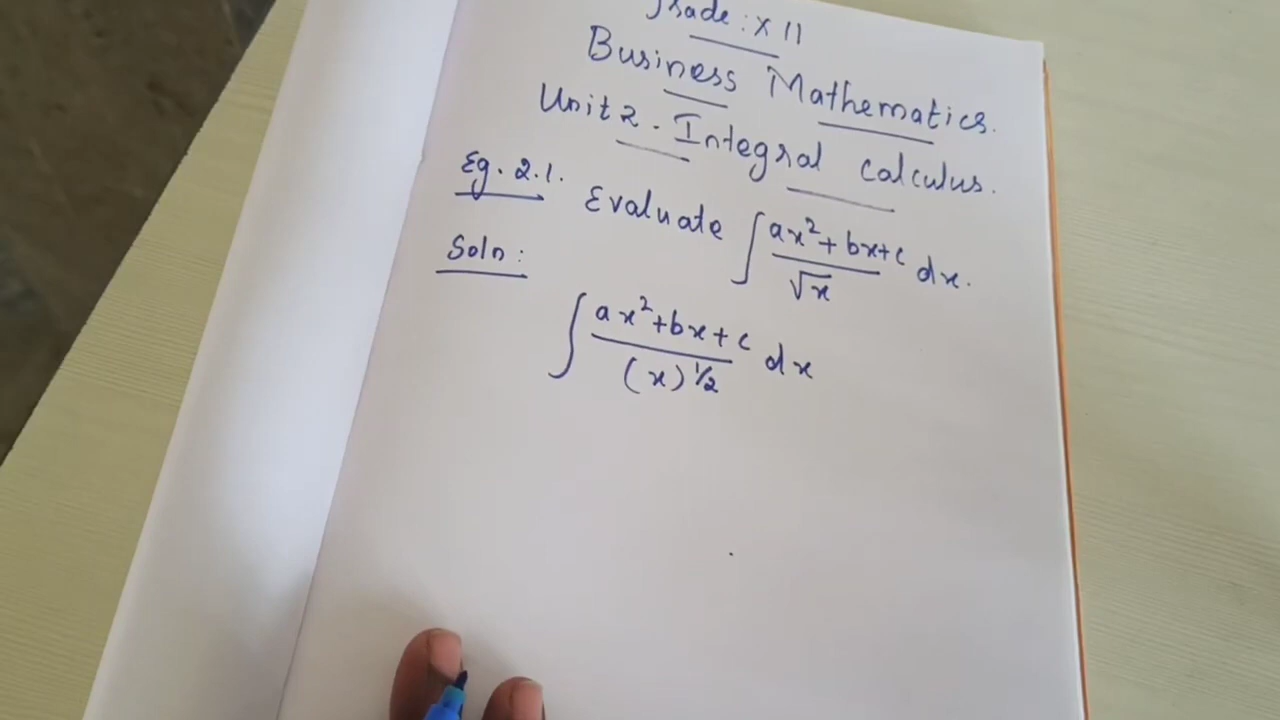 Grade: XII
Business Mathematics.
Unit 2. Integral Calculus.
Eg. 2.1. Evaluate ∫ (ax²+bx+c)/√x dx.
Soln:
∫ (ax²+bx+c)/(x)^½ dx